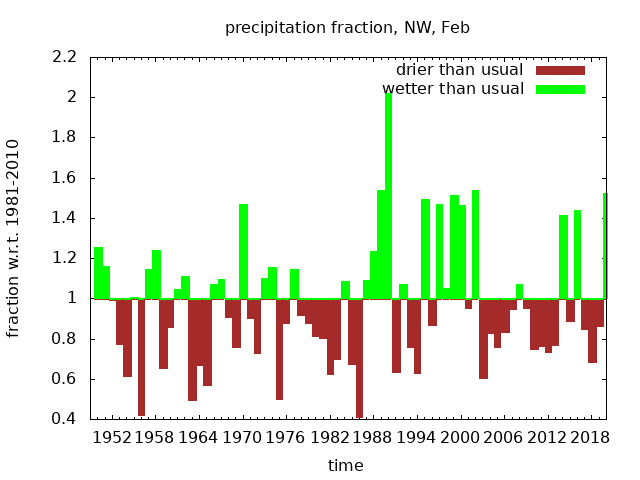 precipitation fraction, NW, Feb
drier than usual
wetter than usual
fraction w.r.t. 1981-2010
2.2
2
1.8
1.6
1.4
1.2
1
0.8
0.6
0.4
1952 1958 1964 1970 1976 1982 1988 1994 2000 2006 2012 2018
time